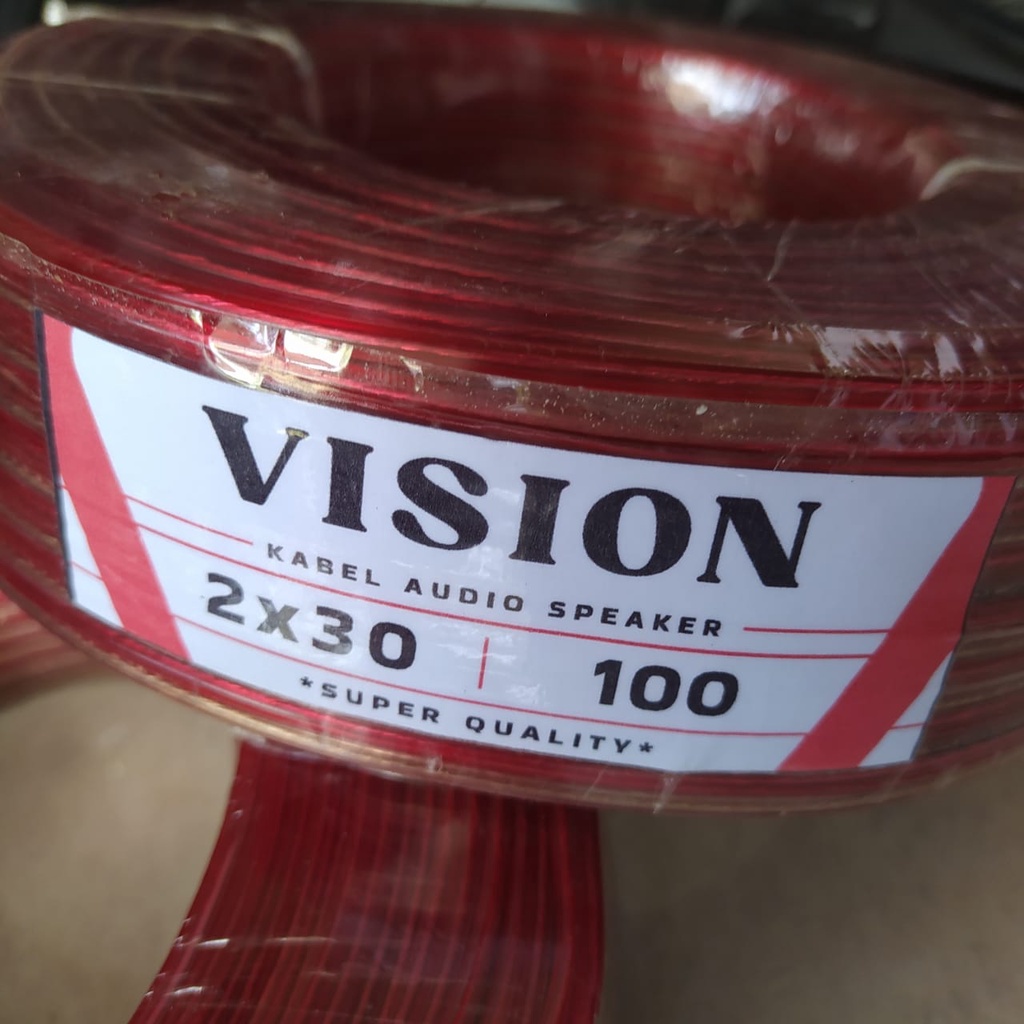 VISION
KABEL AUDIO SPEAKER
2x30 | 100
*SUPER QUALITY*